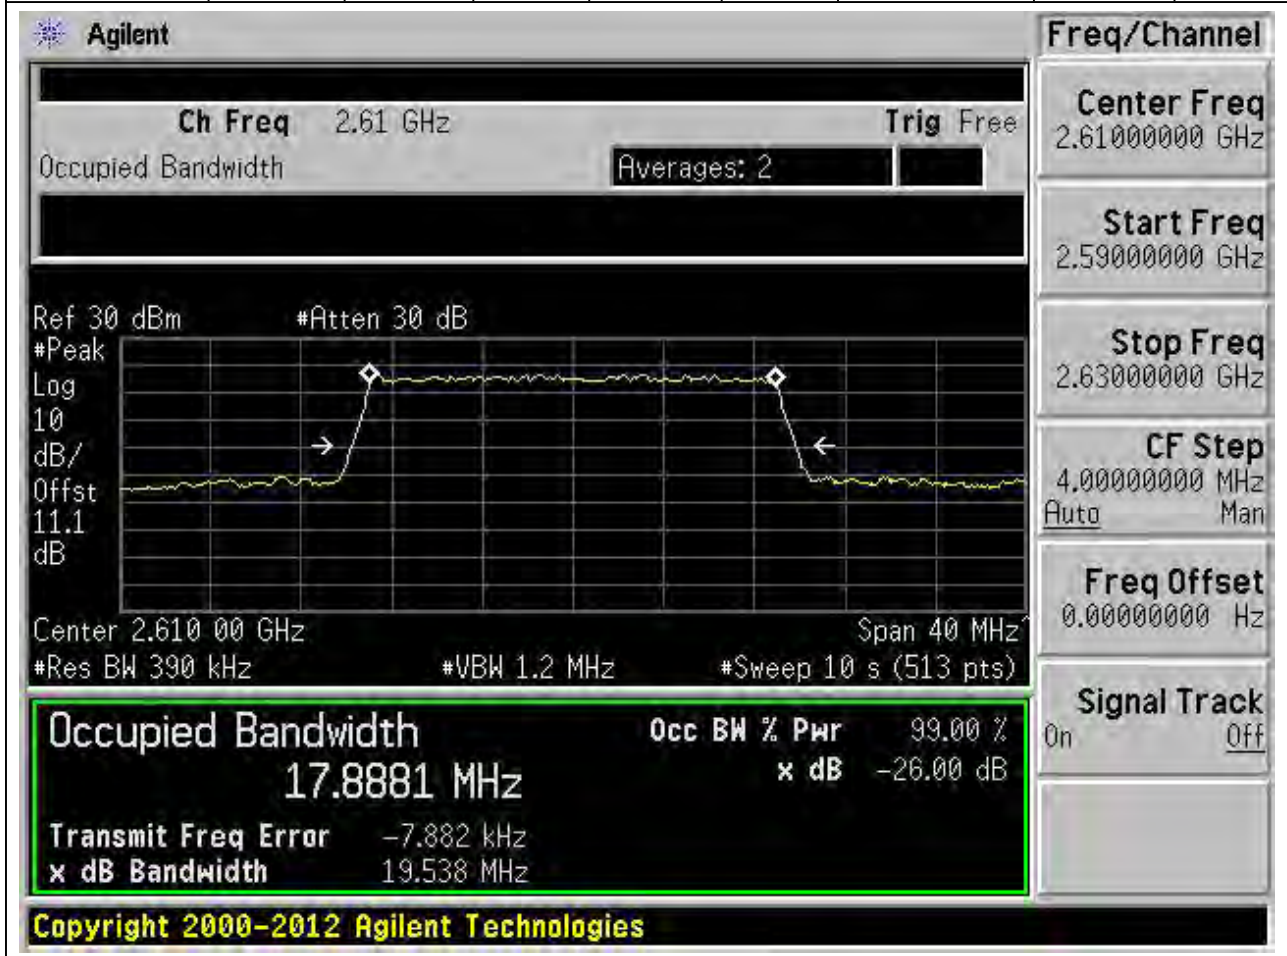 Agilent
Freq/Channel
Ch Freq 2.61 GHz Trig Free
Occupied Bandwidth Averages: 2
Center Freq
2.61000000 GHz
Start Freq
2.59000000 GHz
Stop Freq
2.63000000 GHz
CF Step
4.00000000 MHz
Auto Man
Freq Offset
0.00000000 Hz
Signal Track
On Off
Ref 30 dBm #Atten 30 dB
#Peak
Log
10
dB/
Offst
11.1
dB
Center 2.610 00 GHz Span 40 MHz^
#Res BW 390 kHz #VBW 1.2 MHz #Sweep 10 s (513 pts)
Occupied Bandwidth Occ BW % Pwr 99.00 %
17.8881 MHz x dB -26.00 dB
Transmit Freq Error -7.882 kHz
x dB Bandwidth 19.538 MHz
Copyright 2000-2012 Agilent Technologies